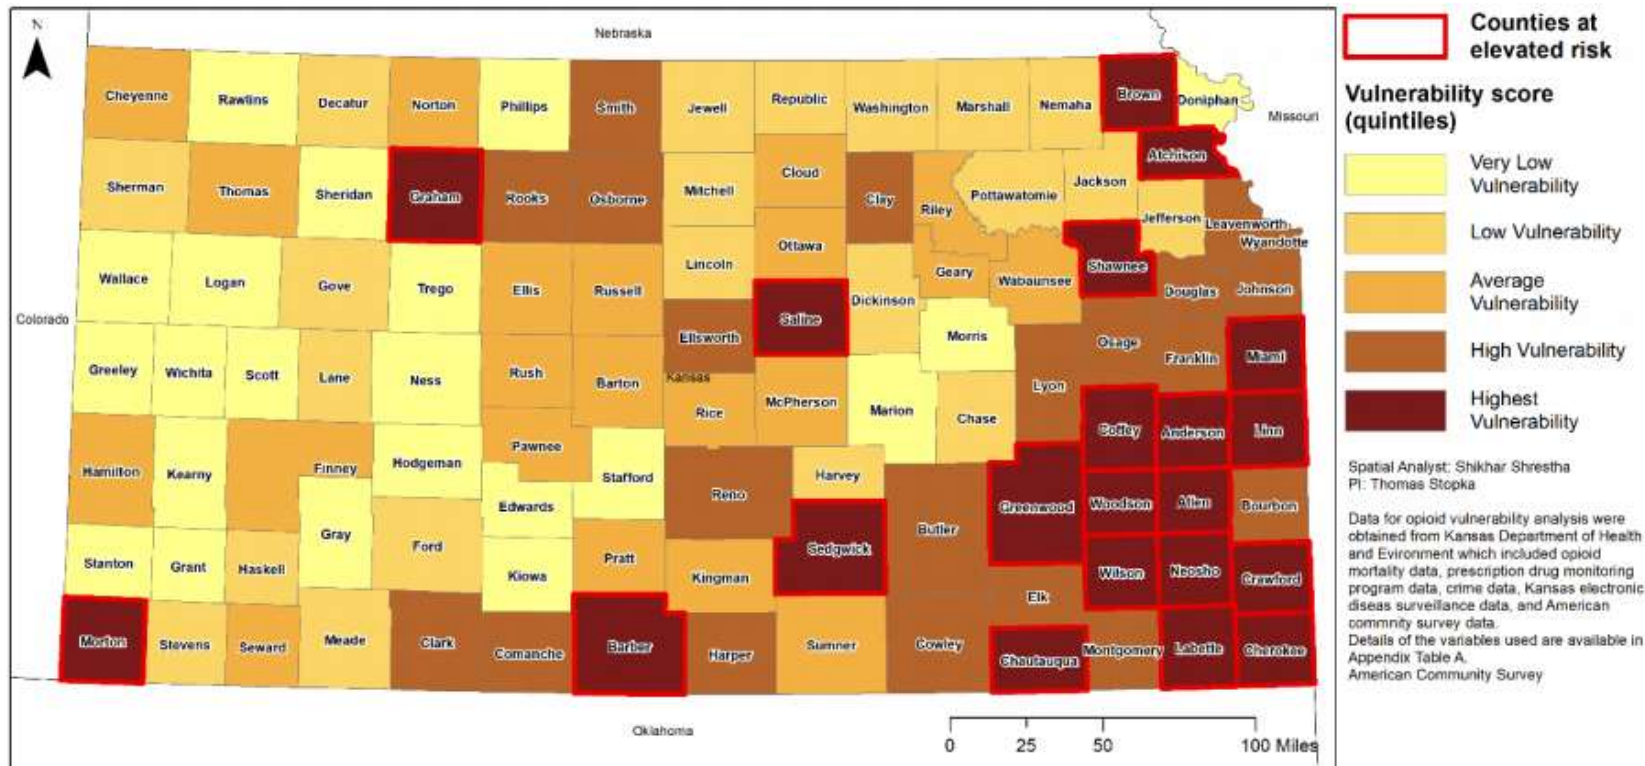 N
Nebraska
Missouri
Colorado
Kansas
Oklahoma
Cheyenne
Rawlins
Decatur
Norton
Phillips
Smith
Jewell
Republic
Washington
Marshall
Nemaha
Brown
Doniphan
Sherman
Thomas
Sheridan
Graham
Rooks
Osborne
Mitchell
Cloud
Clay
Riley
Pottawatomie
Jackson
Atchison
Jefferson
Leavenworth
Wyandotte
Wallace
Logan
Gove
Trego
Ellis
Russell
Lincoln
Ottawa
Saline
Dickinson
Geary
Wabaunsee
Shawnee
Douglas
Johnson
Greeley
Wichita
Scott
Lane
Ness
Rush
Barton
Ellsworth
Rice
McPherson
Marion
Morris
Chase
Lyon
Osage
Franklin
Miami
Hamilton
Kearny
Finney
Hodgeman
Pawnee
Edwards
Stafford
Reno
Harvey
Butler
Greenwood
Coffey
Anderson
Linn
Woodson
Allen
Bourbon
Stanton
Grant
Haskell
Gray
Ford
Kiowa
Pratt
Kingman
Sedgwick
Elk
Wilson
Neosho
Crawford
Morton
Stevens
Seward
Meade
Clark
Comanche
Barber
Harper
Sumner
Cowley
Chautauqua
Montgomery
Labette
Cherokee
0 25 50 100 Miles
Counties at
elevated risk
Vulnerability score
(quintiles)
Very Low
Vulnerability
Low Vulnerability
Average
Vulnerability
High Vulnerability
Highest
Vulnerability
Spatial Analyst: Shikhar Shrestha
PI: Thomas Stopka
Data for opioid vulnerability analysis were
obtained from Kansas Department of Health
and Evironment which included opioid
mortality data, prescription drug monitoring
program data, crime data, Kansas electronic
diseas surveillance data, and American
commnity survey data.
Details of the variables used are available in
Appendix Table A.
American Community Survey